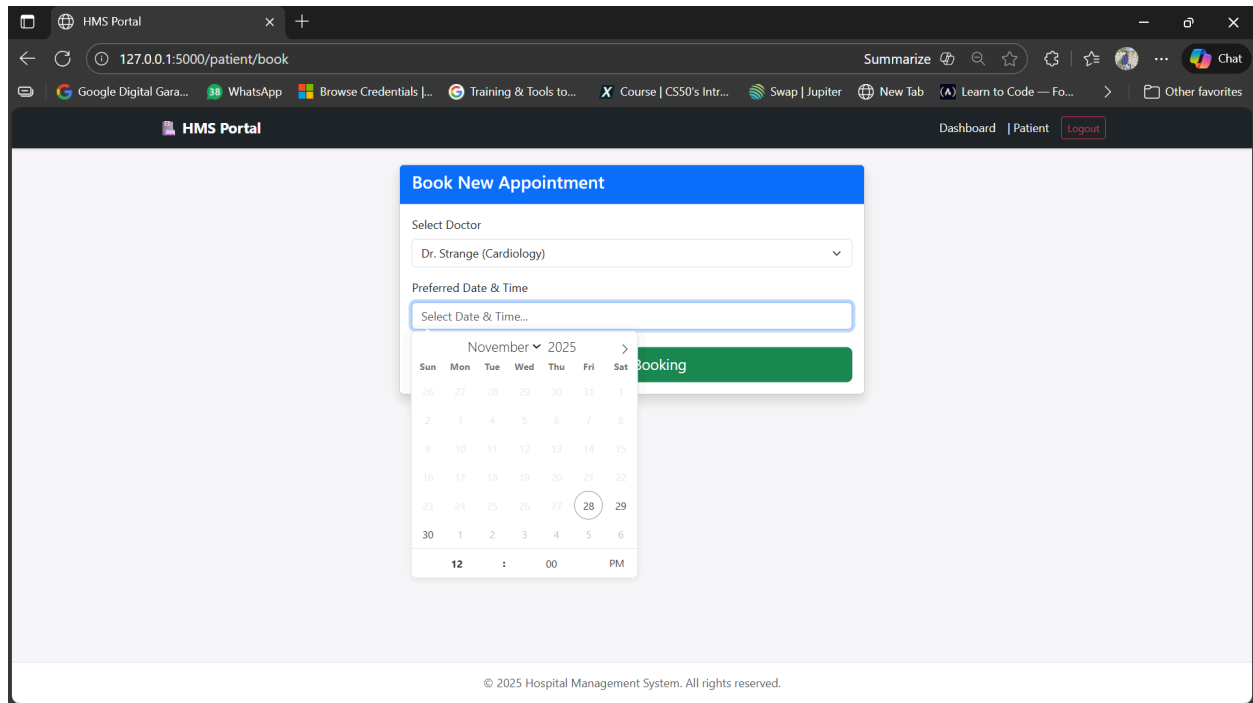 HMS Portal
127.0.0.1:5000/patient/book
Summarize
Chat
Google Digital Gara... 38 WhatsApp Browse Credentials |... Training & Tools to... Course | CS50's Intr... Swap | Jupiter New Tab Learn to Code — Fo... Other favorites
HMS Portal Dashboard | Patient Logout
Book New Appointment
Select Doctor
Dr. Strange (Cardiology)
Preferred Date & Time
Select Date & Time...
November 2025
Booking
Sun Mon Tue Wed Thu Fri Sat
26 27 28 29 30 31 1
2 3 4 5 6 7 8
9 10 11 12 13 14 15
16 17 18 19 20 21 22
23 24 25 26 27 28 29
30 1 2 3 4 5 6
12 : 00 PM
© 2025 Hospital Management System. All rights reserved.